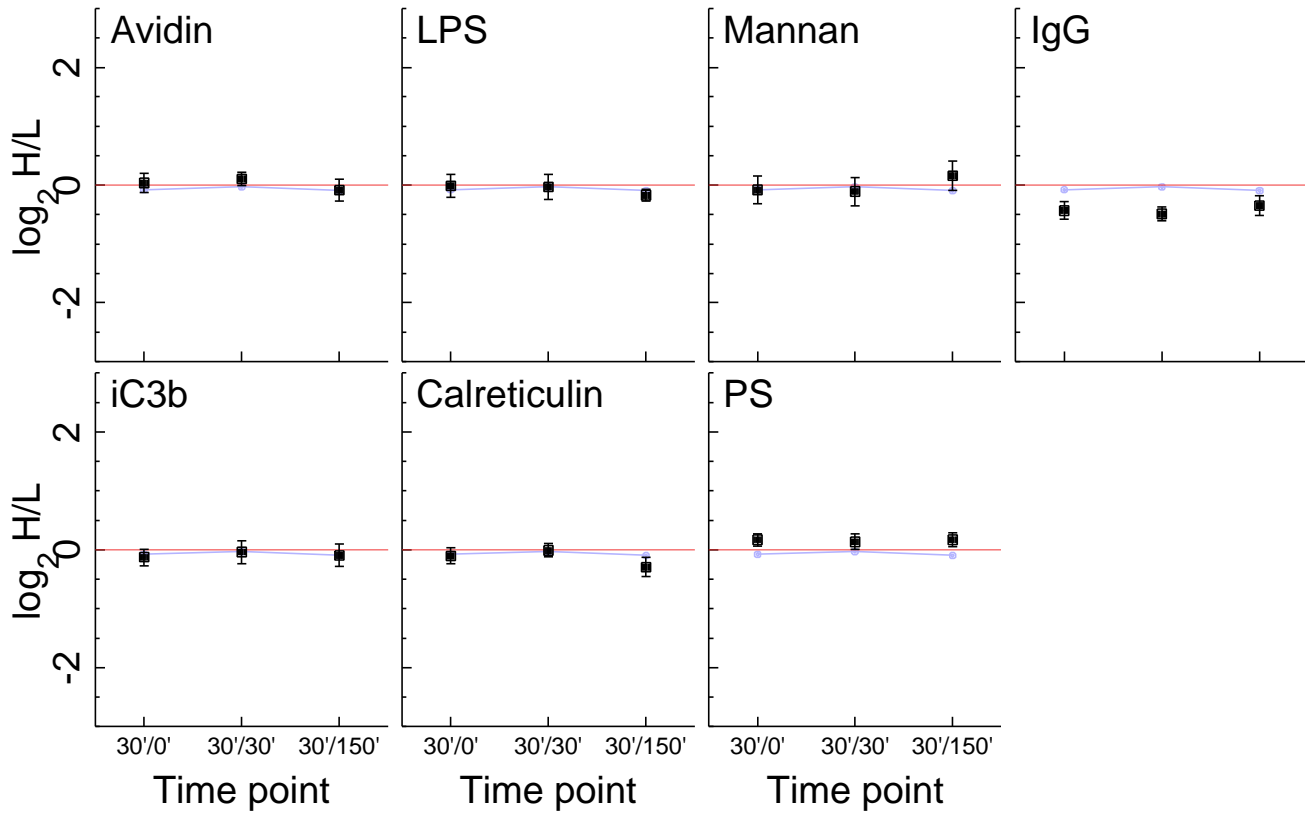 Avidin
LPS
Mannan
IgG
2
0
-2
log2 H/L
iC3b
Calreticulin
PS
2
0
-2
log2 H/L
30'/0' 30'/30' 30'/150'
30'/0' 30'/30' 30'/150'
30'/0' 30'/30' 30'/150'
Time point
Time point
Time point